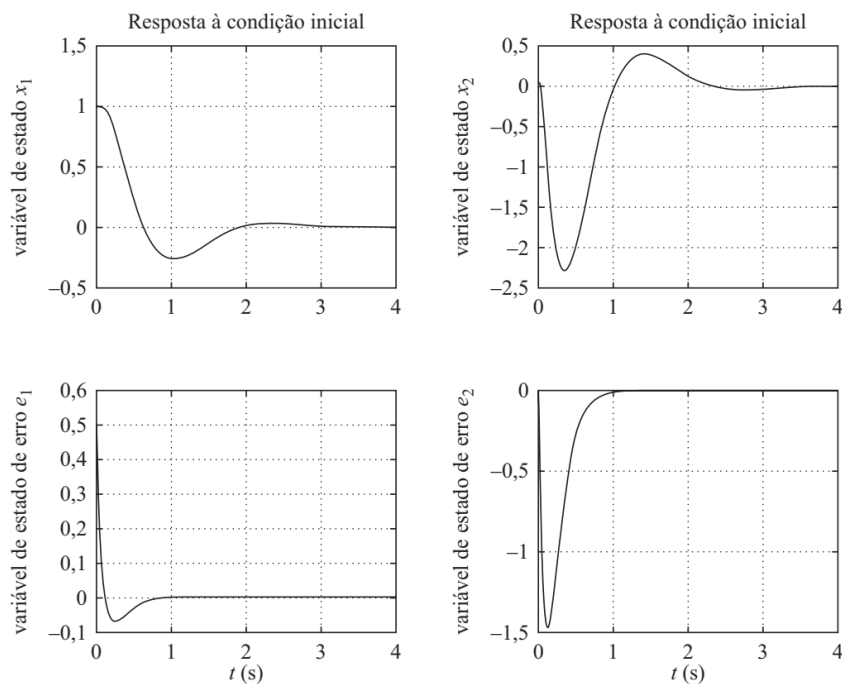 Resposta à condição inicial
variável de estado x1
1,5
1
0,5
0
–0,5
0 1 2 3 4
Resposta à condição inicial
variável de estado x2
0,5
0
–0,5
–1
–1,5
–2
–2,5
0 1 2 3 4
variável de estado de erro e1
0,6
0,5
0,4
0,3
0,2
0,1
0
–0,1
0 1 2 3 4
t (s)
variável de estado de erro e2
0
–0,5
–1
–1,5
0 1 2 3 4
t (s)